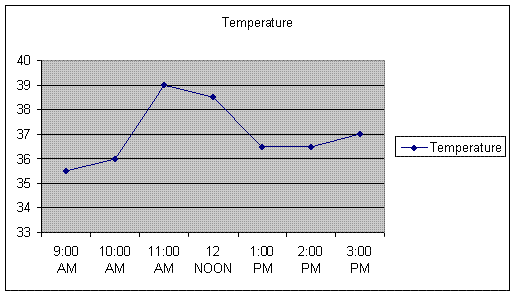 Temperature
40
39
38
37
36
35
34
33
9:00 AM
10:00 AM
11:00 AM
12 NOON
1:00 PM
2:00 PM
3:00 PM
Temperature